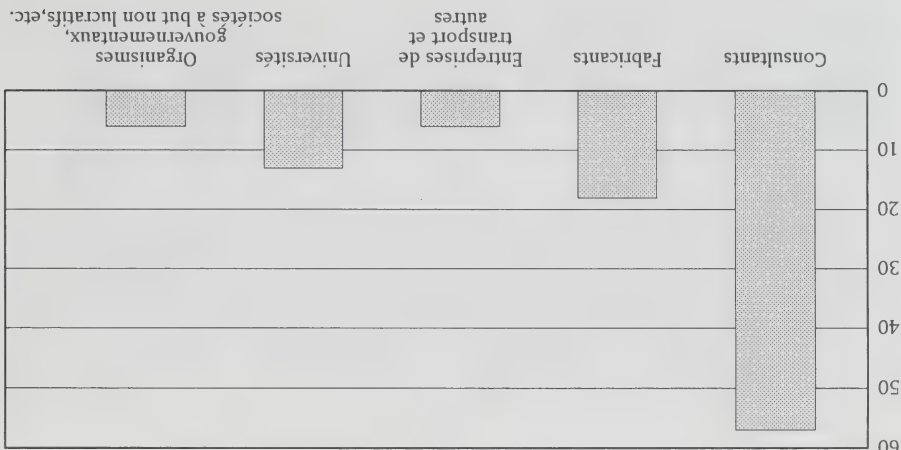 60
50
40
30
20
10
0
Consultants
Fabricants
Entreprises de
transport et
autres
Universités
Organismes
gouvernementaux,
sociétés à but non lucratifs,etc.